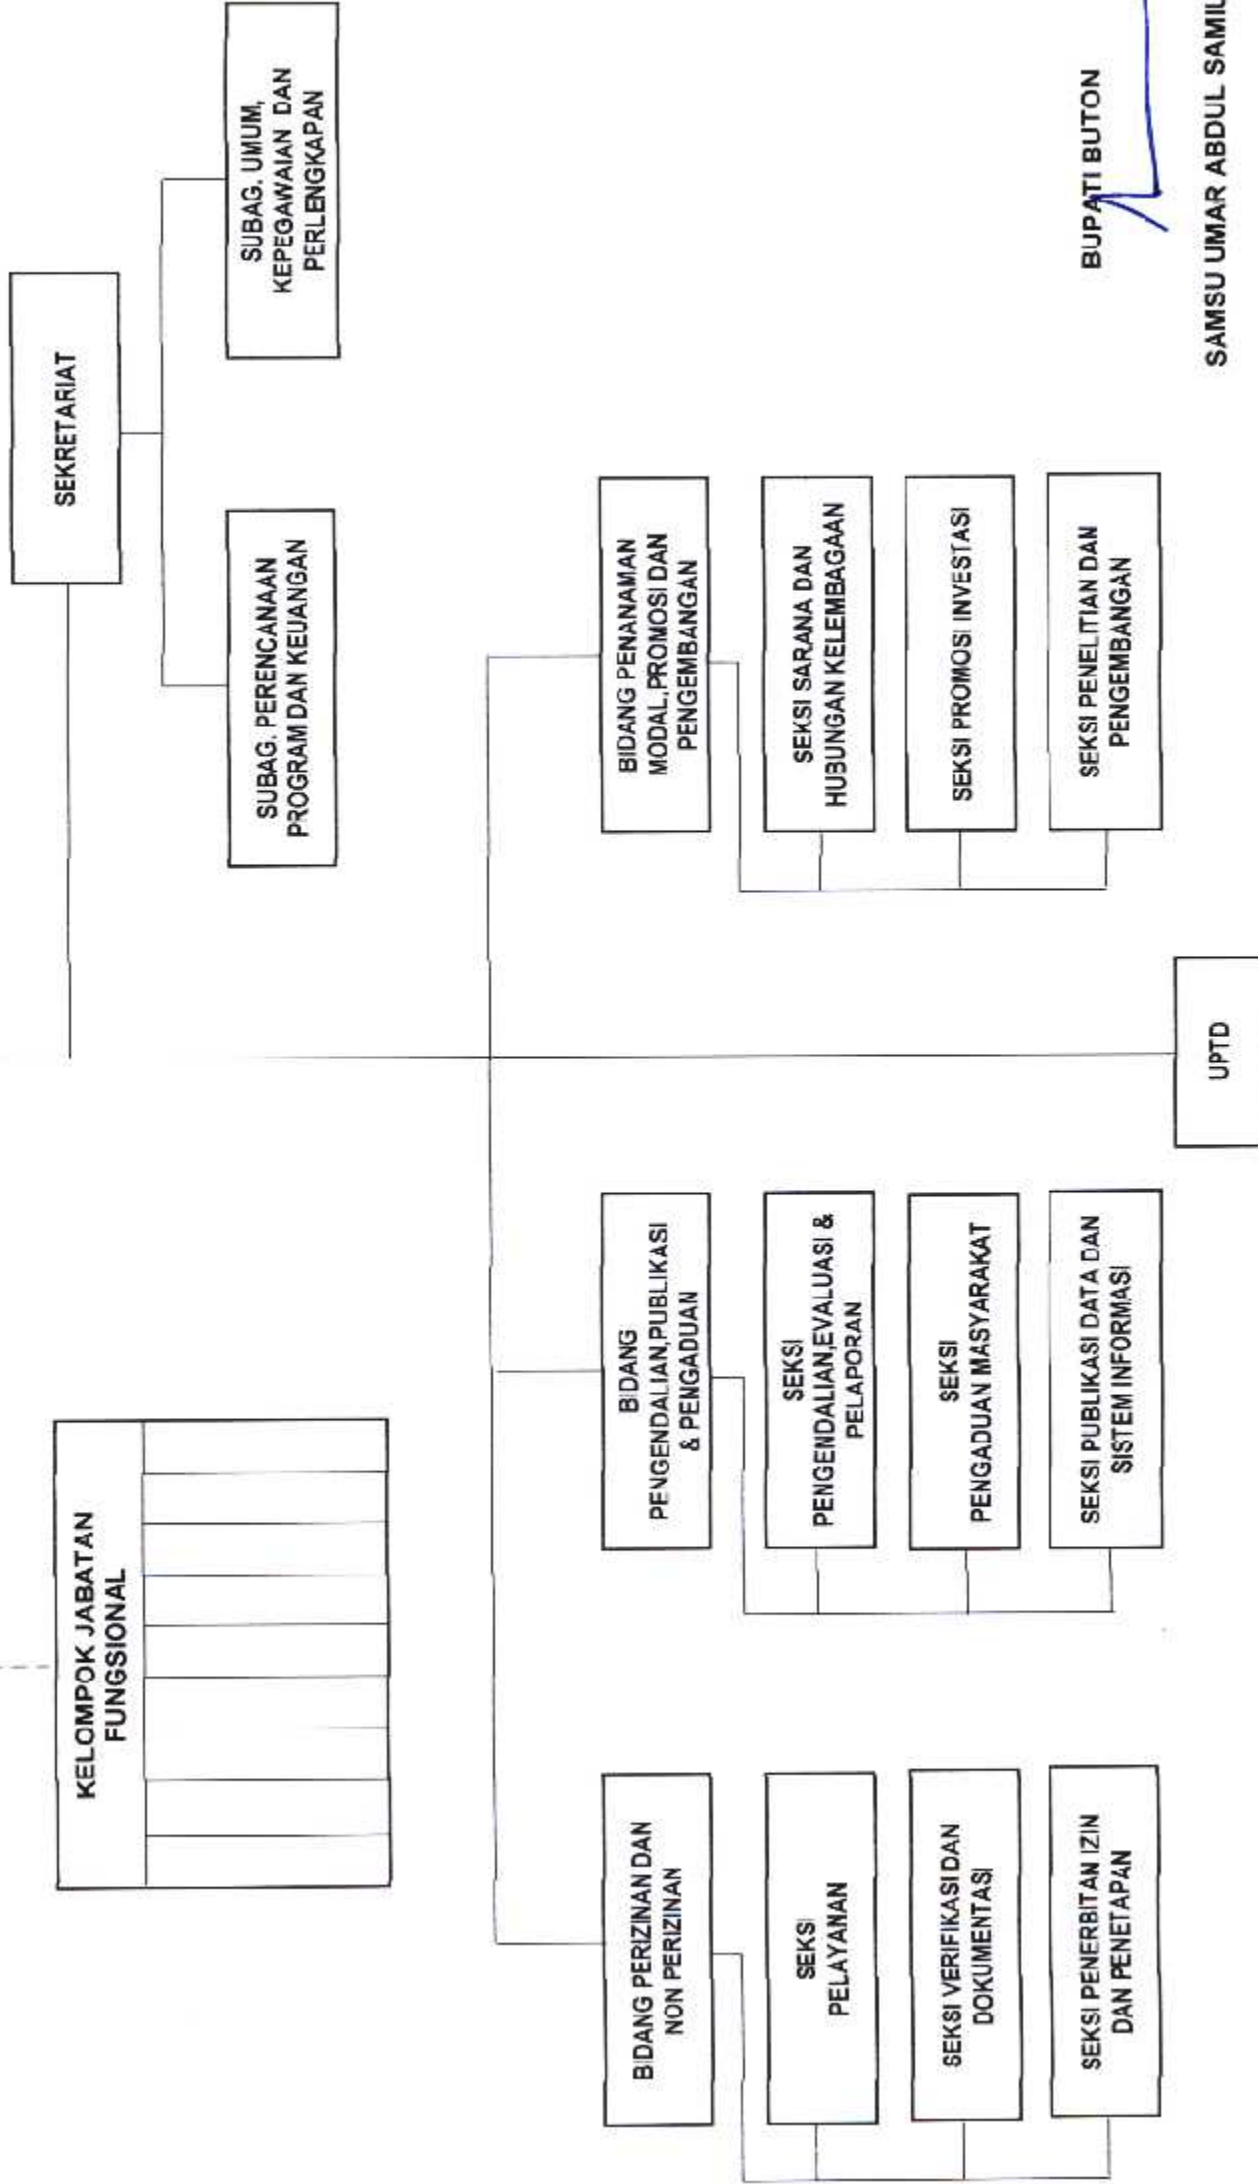 SEKRETARIAT
KELOMPOK JABATAN
FUNGSIONAL
SUBAG. PERENCANAAN
PROGRAM DAN KEUANGAN
SUBAG. UMUM,
KEPEGAWAIAN DAN
PERLENGKAPAN
BIDANG PERIZINAN DAN
NON PERIZINAN
SEKSI
PELAYANAN
SEKSI VERIFIKASI DAN
DOKUMENTASI
SEKSI PENERBITAN IZIN
DAN PENETAPAN
BIDANG
PENGENDALIAN,PUBLIKASI
& PENGADUAN
SEKSI
PENGENDALIAN,EVALUASI &
PELAPORAN
SEKSI
PENGADUAN MASYARAKAT
SEKSI PUBLIKASI DATA DAN
SISTEM INFORMASI
BIDANG PENANAMAN
MODAL,PROMOSI DAN
PENGEMBANGAN
SEKSI SARANA DAN
HUBUNGAN KELEMBAGAAN
SEKSI PROMOSI INVESTASI
SEKSI PENELITIAN DAN
PENGEMBANGAN
UPTD
BUPATI BUTON
SAMSU UMAR ABDUL SAMIU